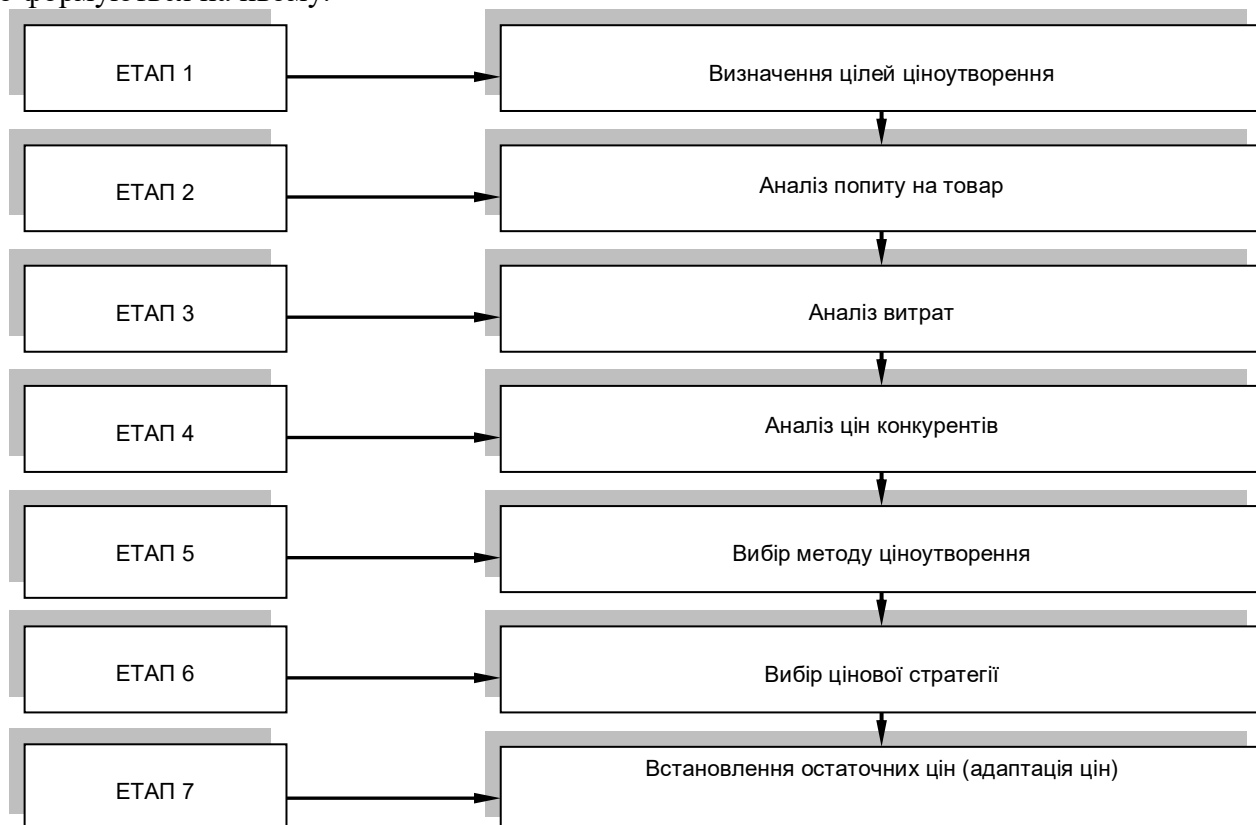 ЕТАП 1
Визначення цілей ціноутворення
ЕТАП 2
Аналіз попиту на товар
ЕТАП 3
Аналіз витрат
ЕТАП 4
Аналіз цін конкурентів
ЕТАП 5
Вибір методу ціноутворення
ЕТАП 6
Вибір цінової стратегії
ЕТАП 7
Встановлення остаточних цін (адаптація цін)